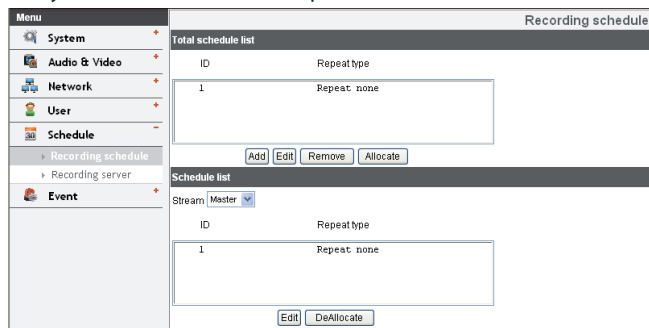 Menu
Recording schedule
System
Audio & Video
Network
User
Schedule
Recording schedule
Recording server
Event
Total schedule list
ID Repeat type
1 Repeat none
Add Edit Remove Allocate
Schedule list
Stream Master
ID Repeat type
1 Repeat none
Edit DeAllocate